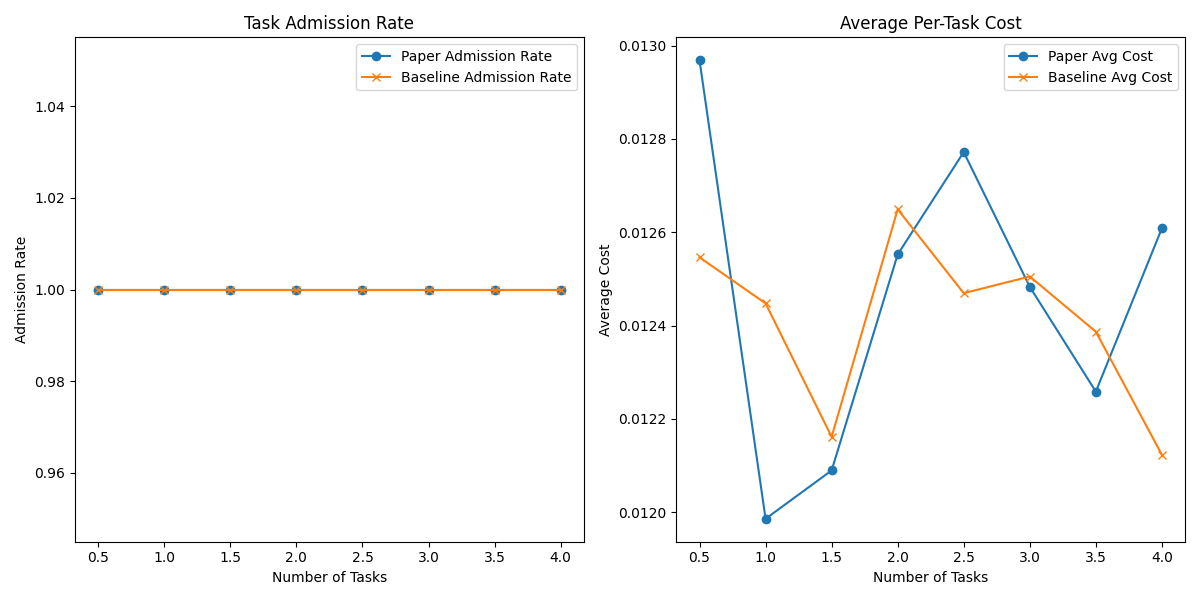 Task Admission Rate
Paper Admission Rate
Baseline Admission Rate
1.04
1.02
1.00
0.98
0.96
Admission Rate
0.5 1.0 1.5 2.0 2.5 3.0 3.5 4.0
Number of Tasks
Average Per-Task Cost
Paper Avg Cost
Baseline Avg Cost
0.0130
0.0128
0.0126
0.0124
0.0122
0.0120
Average Cost
0.5 1.0 1.5 2.0 2.5 3.0 3.5 4.0
Number of Tasks